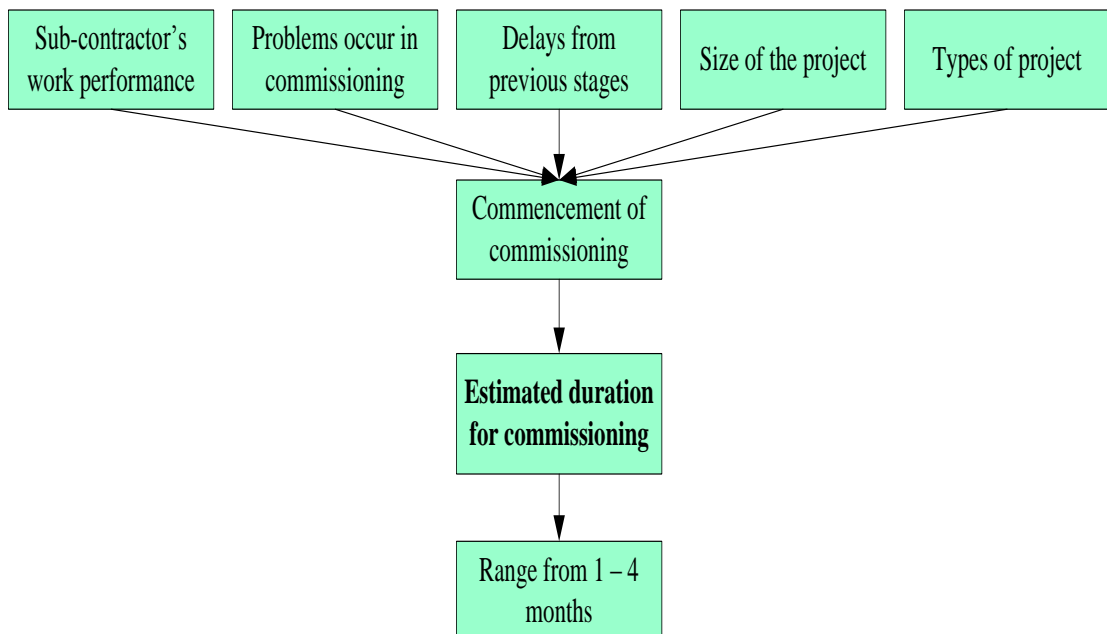 Sub-contractor’s
work performance
Problems occur in
commissioning
Delays from
previous stages
Size of the project
Types of project
Commencement of
commissioning
Estimated duration
for commissioning
Range from 1 – 4
months